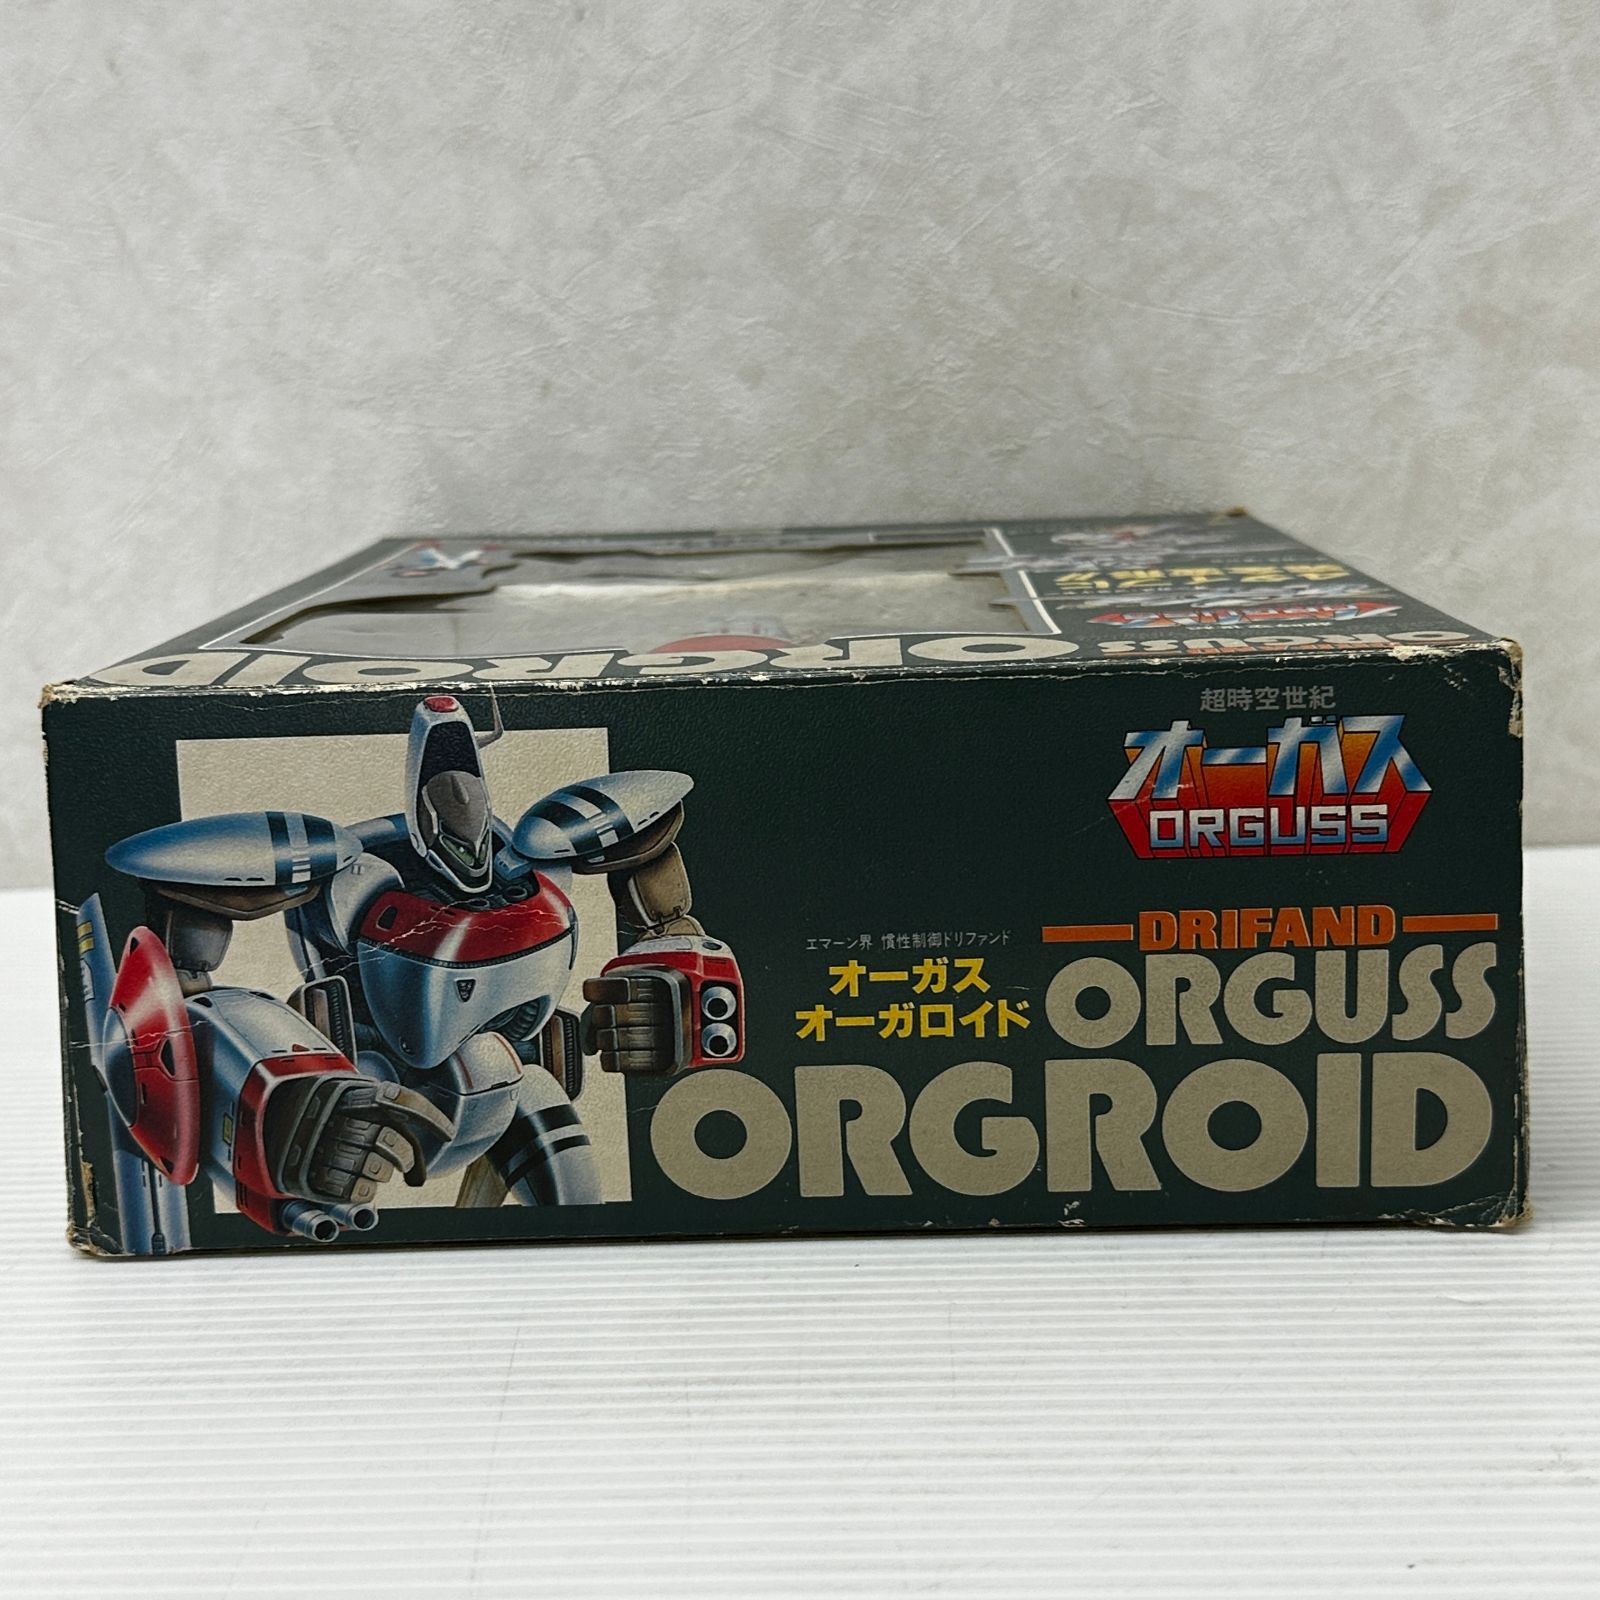 ORGROID
ORGUSS
超時空世紀
オーガス
ORGUSS
エマーン界 慣性制御ドリファンド
オーガス
オーガロイド
DRIFAND
ORGUSS
ORGROID